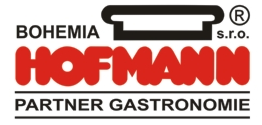 BOHEMIA ®
s.r.o.
HOFMANN
PARTNER GASTRONOMIE